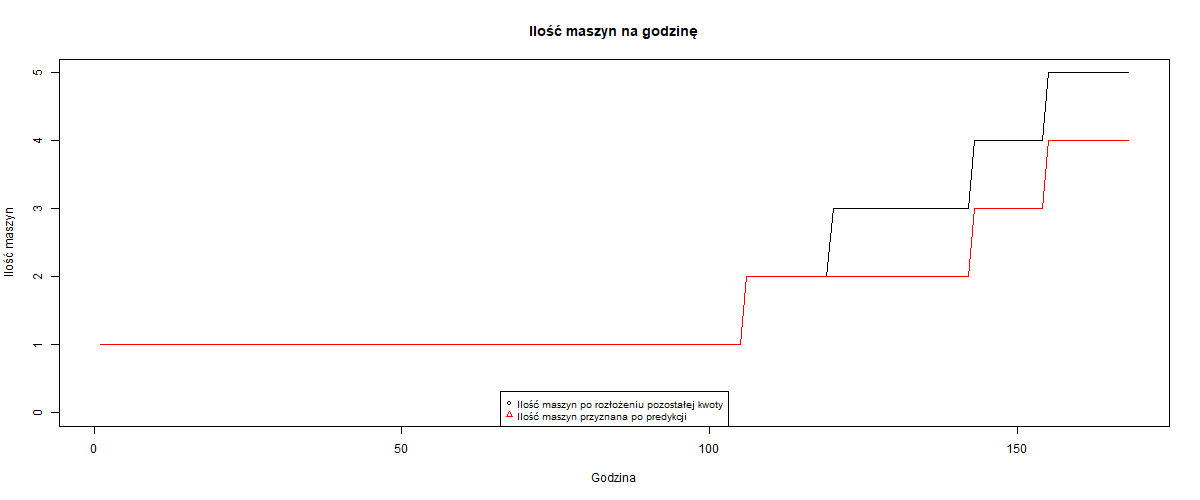 Ilość maszyn na godzinę
Ilość maszyn
5
4
3
2
1
0
Ilość maszyn po rozłożeniu pozostałej kwoty
Ilość maszyn przyznana po predykcji
0 50 100 150
Godzina